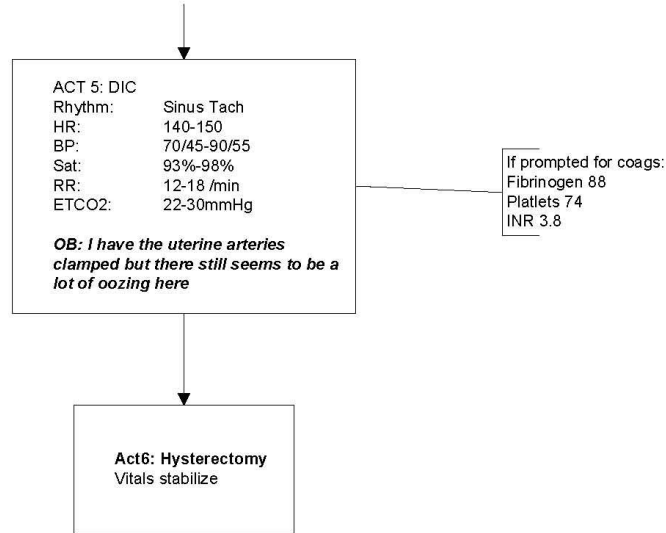 ACT 5: DIC
Rhythm: Sinus Tach
HR: 140-150
BP: 70/45-90/55
Sat: 93%-98%
RR: 12-18 /min
ETCO2: 22-30mmHg
OB: I have the uterine arteries
clamped but there still seems to be a
lot of oozing here
If prompted for coags:
Fibrinogen 88
Platlets 74
INR 3.8
Act6: Hysterectomy
Vitals stabilize